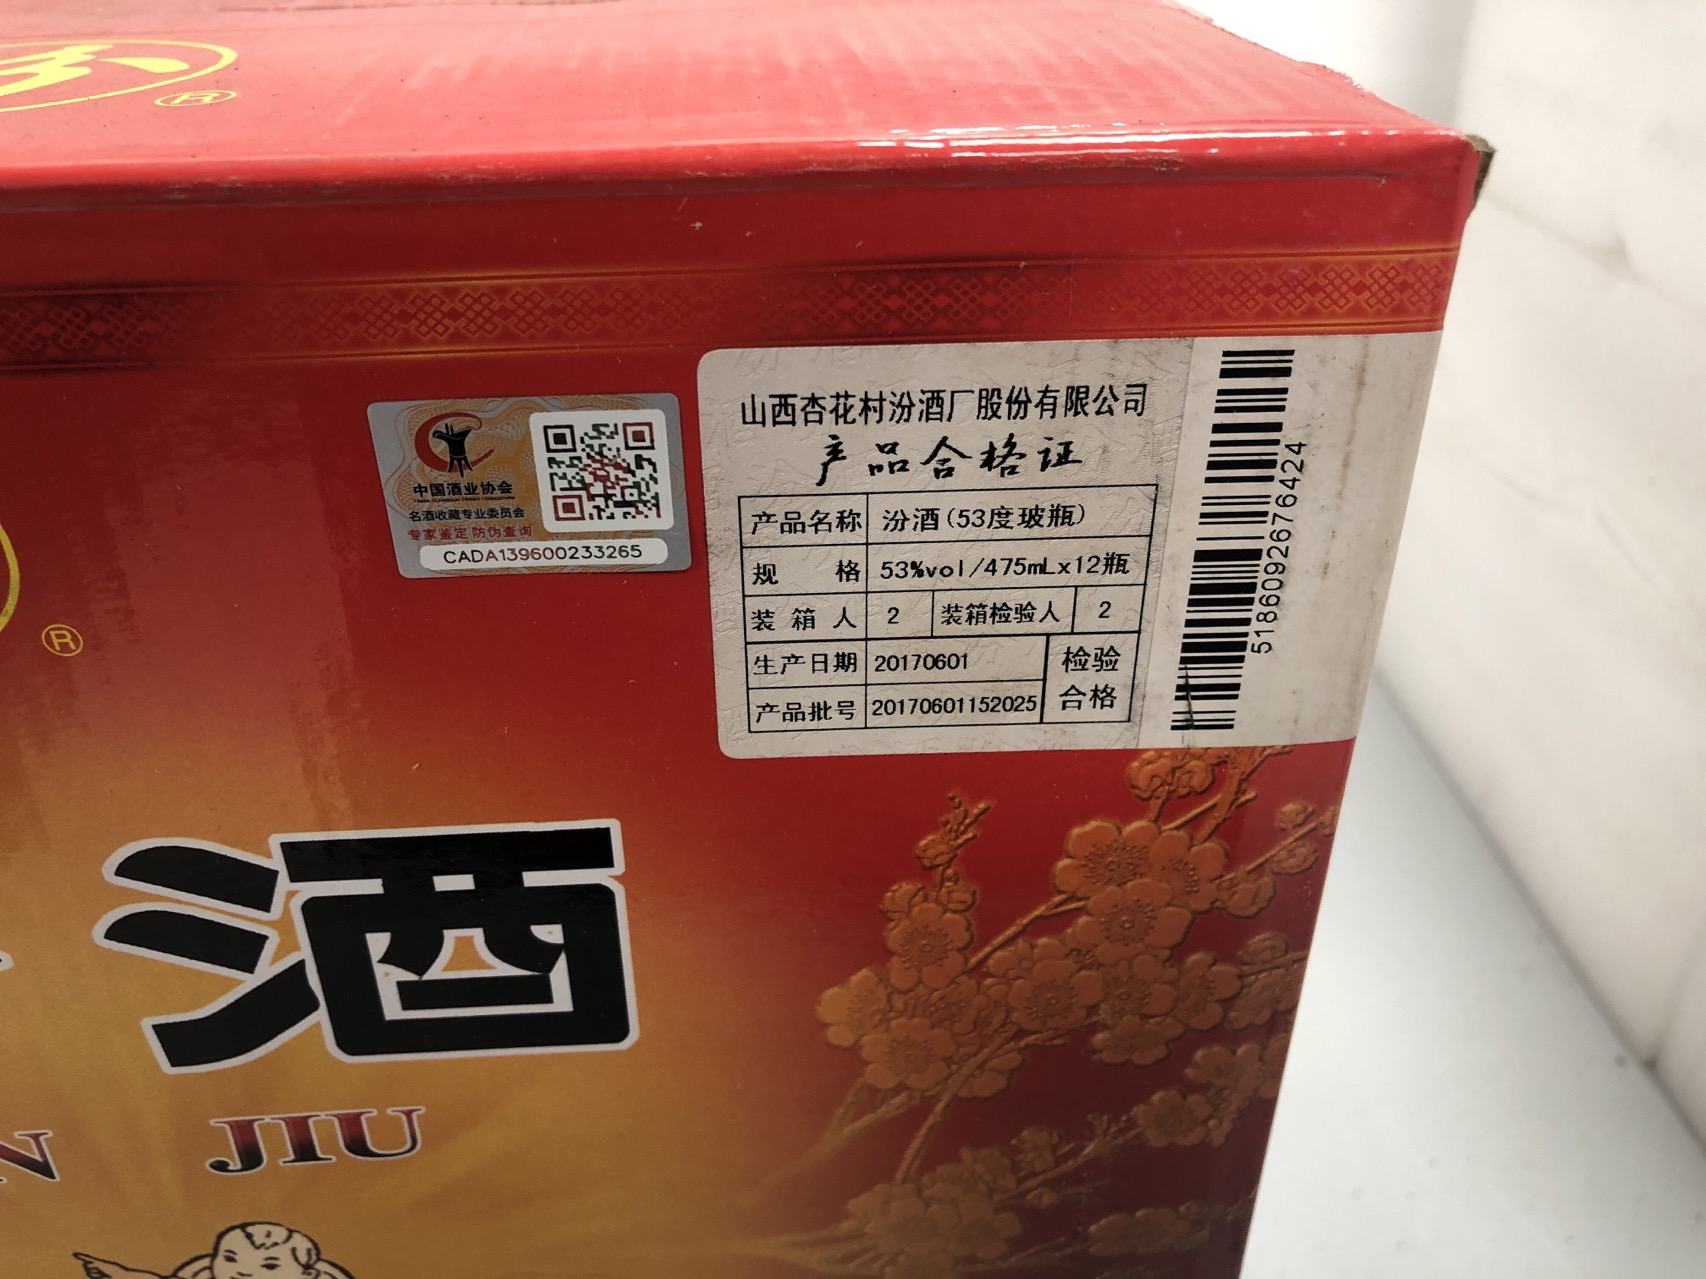 汾
®
中国酒业协会
名酒收藏专业委员会
专家鉴定 防伪查询
CADA139600233265
山西杏花村汾酒厂股份有限公司
产品合格证
产品名称 汾酒(53度玻瓶)
规 格 53%vol/475mLx12瓶
装箱人 2 装箱检验人 2
生产日期 20170601
产品批号 20170601152025
检验
合格
5186092676424
®
酒
N JIU